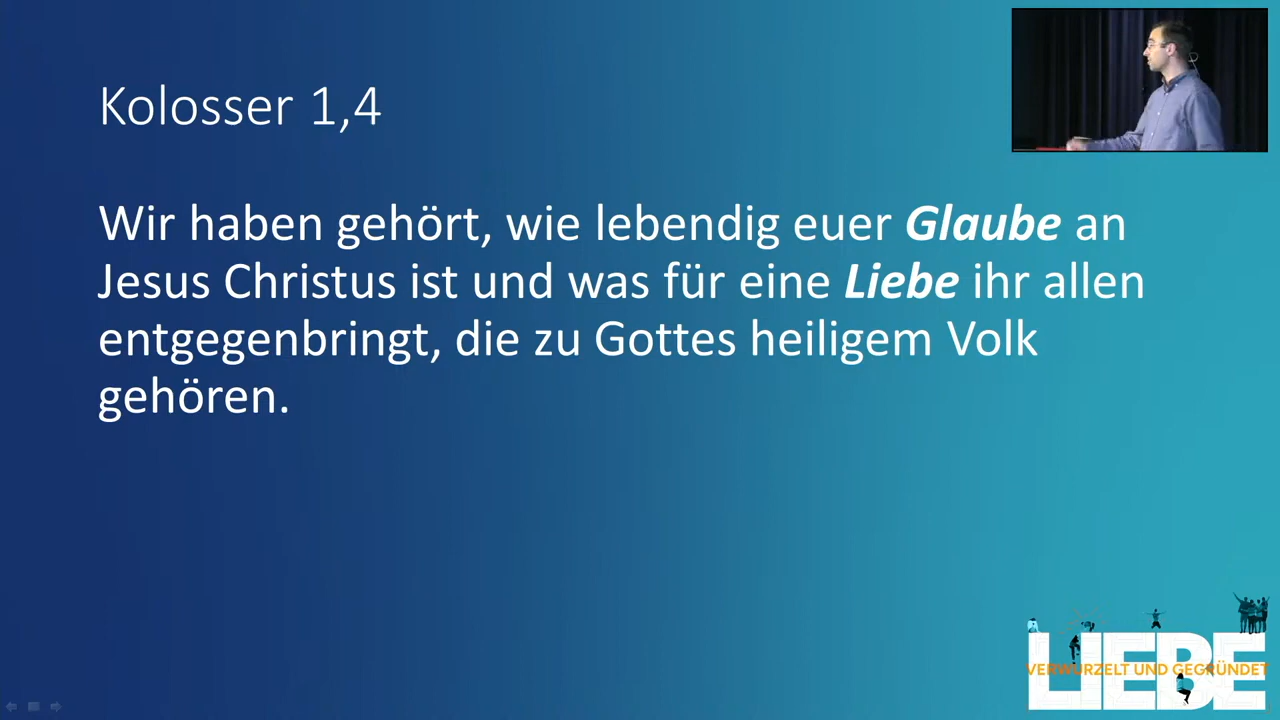 Kolosser 1,4
Wir haben gehört, wie lebendig euer Glaube an
Jesus Christus ist und was für eine Liebe ihr allen
entgegenbringt, die zu Gottes heiligem Volk
gehören.
LIEBE
VERWURZELT UND GEGRÜNDET